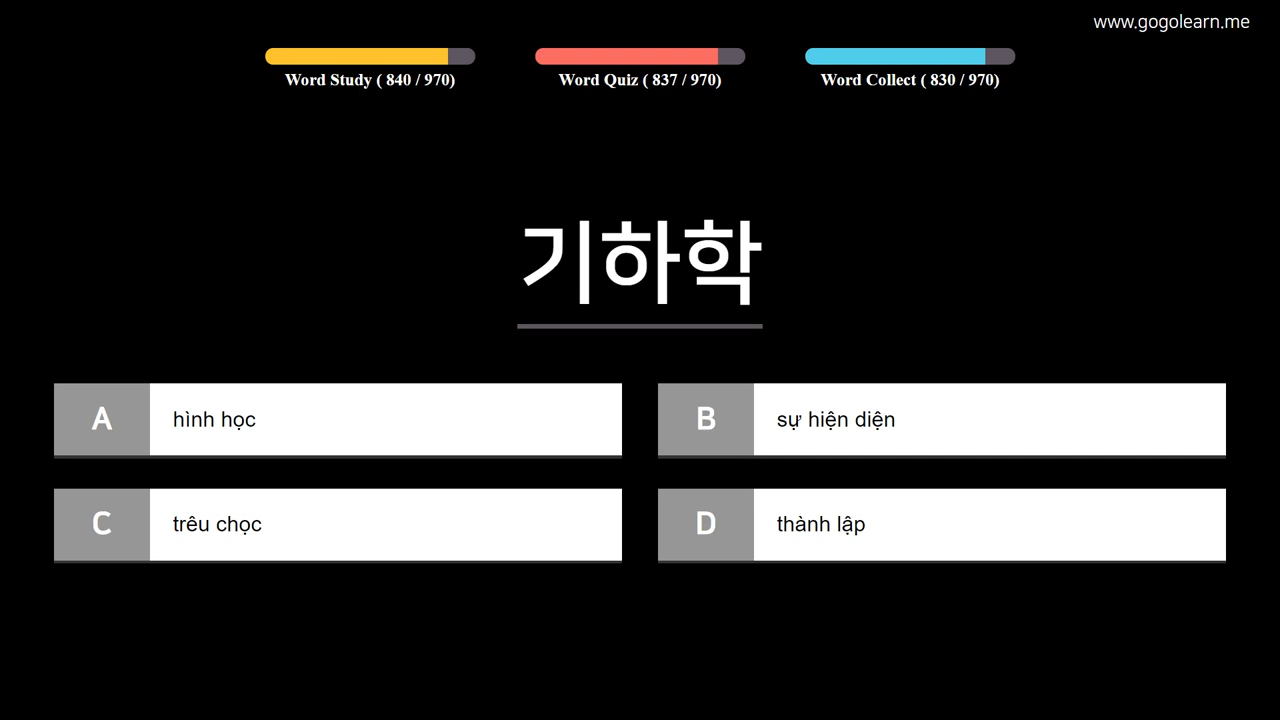 www.gogolearn.me
Word Study ( 840 / 970)
Word Quiz ( 837 / 970)
Word Collect ( 830 / 970)
기하학
A hình học
B sự hiện diện
C trêu chọc
D thành lập